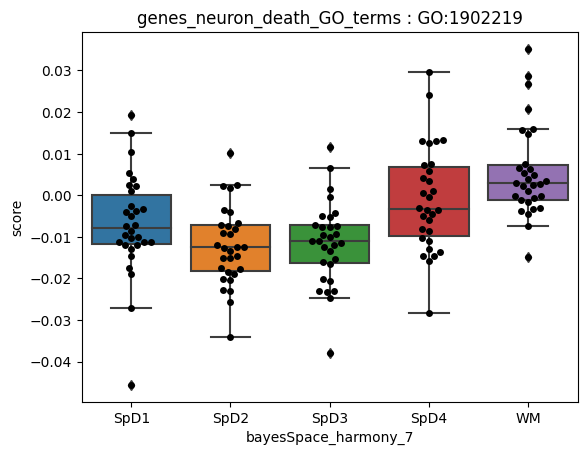 genes_neuron_death_GO_terms : GO:1902219
score
0.03
0.02
0.01
0.00
−0.01
−0.02
−0.03
−0.04
SpD1 SpD2 SpD3 SpD4 WM
bayesSpace_harmony_7